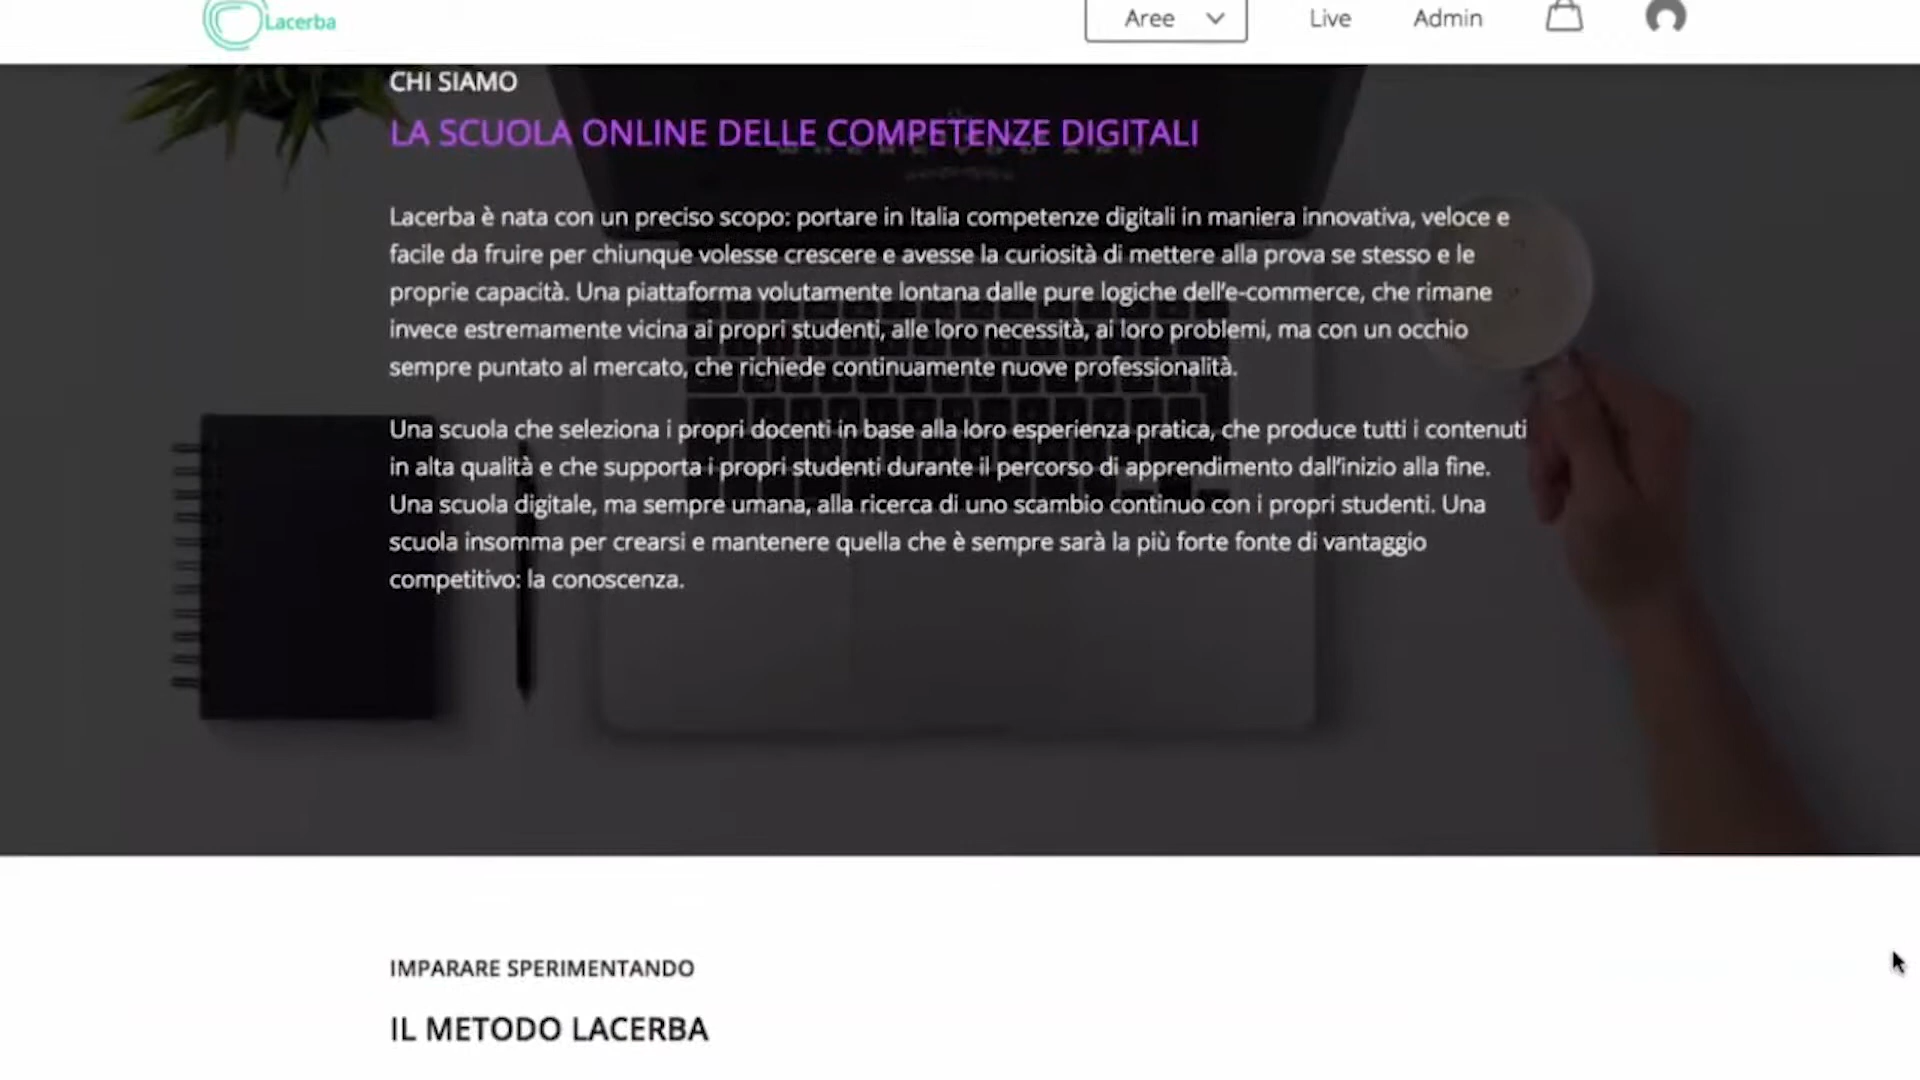 Lacerba
Aree
Live
Admin
CHI SIAMO
LA SCUOLA ONLINE DELLE COMPETENZE DIGITALI
Lacerba è nata con un preciso scopo: portare in Italia competenze digitali in maniera innovativa, veloce e
facile da fruire per chiunque volesse crescere e avesse la curiosità di mettere alla prova se stesso e le
proprie capacità. Una piattaforma volutamente lontana dalle pure logiche dell'e-commerce, che rimane
invece estremamente vicina ai propri studenti, alle loro necessità, ai loro problemi, ma con un occhio
sempre puntato al mercato, che richiede continuamente nuove professionalità.
Una scuola che seleziona i propri docenti in base alla loro esperienza pratica, che produce tutti i contenuti
in alta qualità e che supporta i propri studenti durante il percorso di apprendimento dall'inizio alla fine.
Una scuola digitale, ma sempre umana, alla ricerca di uno scambio continuo con i propri studenti. Una
scuola insomma per crearsi e mantenere quella che è sempre sarà la più forte fonte di vantaggio
competitivo: la conoscenza.
IMPARARE SPERIMENTANDO
IL METODO LACERBA